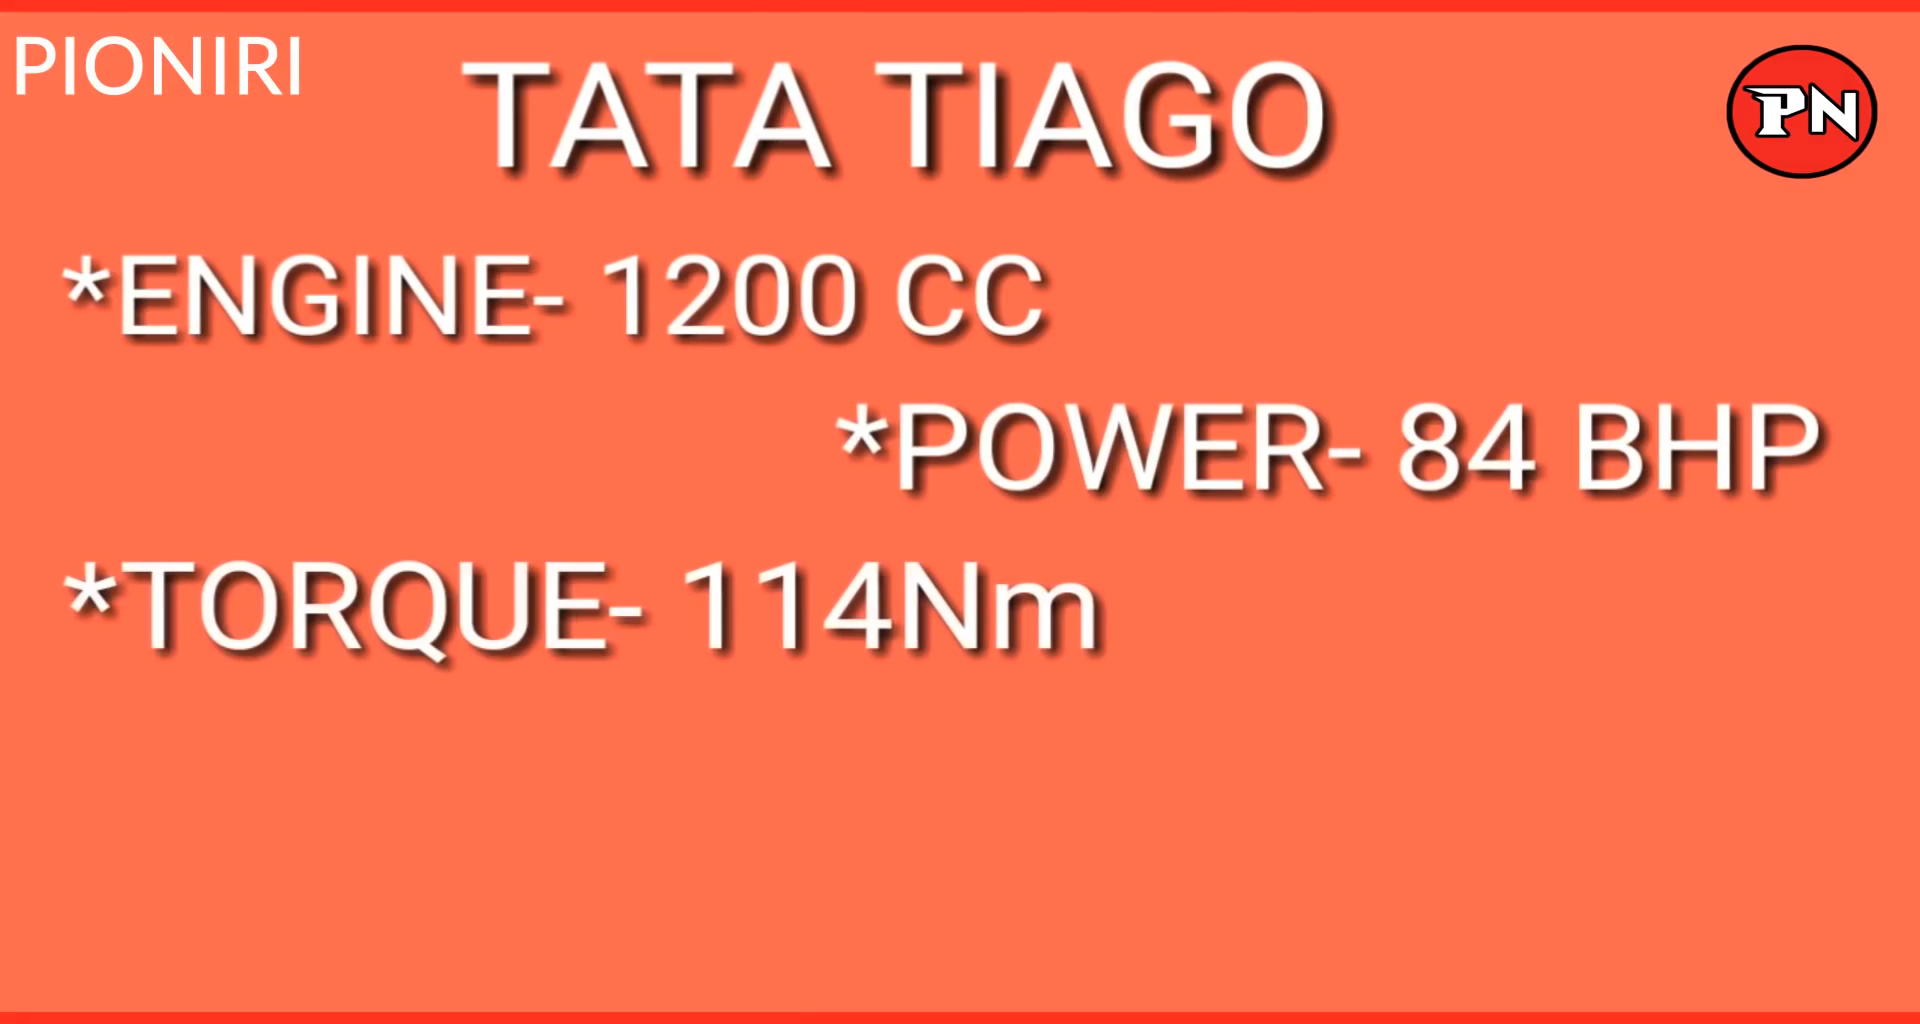 PIONIRI
TATA TIAGO
PN
*ENGINE- 1200 CC
*POWER- 84 BHP
*TORQUE- 114Nm